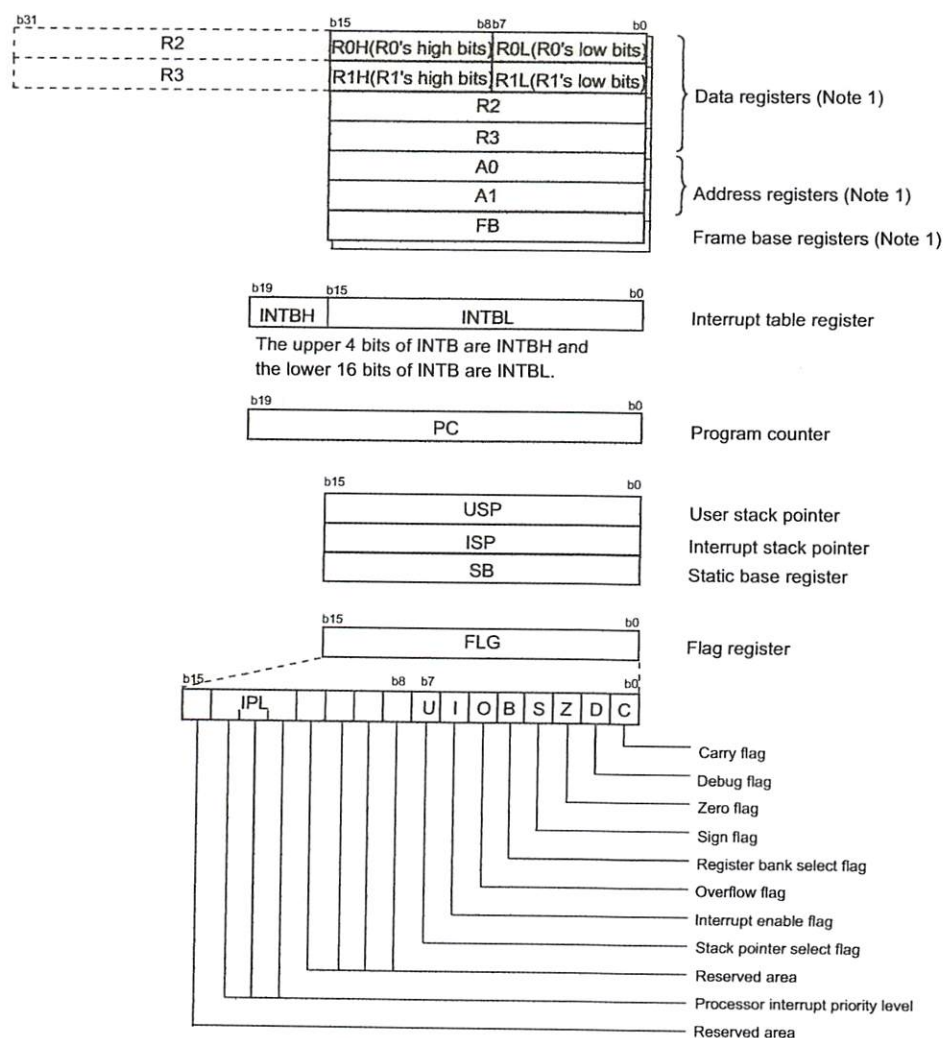 b31 b15 b8b7 b0
R2 R0H(R0's high bits) R0L(R0's low bits)
R3 R1H(R1's high bits) R1L(R1's low bits)
R2
R3
Data registers (Note 1)
A0
A1
Address registers (Note 1)
FB
Frame base registers (Note 1)
b19 b15 b0
INTBH INTBL Interrupt table register
The upper 4 bits of INTB are INTBH and
the lower 16 bits of INTB are INTBL.
b19 b0
PC Program counter
b15 b0
USP User stack pointer
ISP Interrupt stack pointer
SB Static base register
b15 b0
FLG Flag register
b15 b8 b7 b0
IPL U I O B S Z D C
Carry flag
Debug flag
Zero flag
Sign flag
Register bank select flag
Overflow flag
Interrupt enable flag
Stack pointer select flag
Reserved area
Processor interrupt priority level
Reserved area